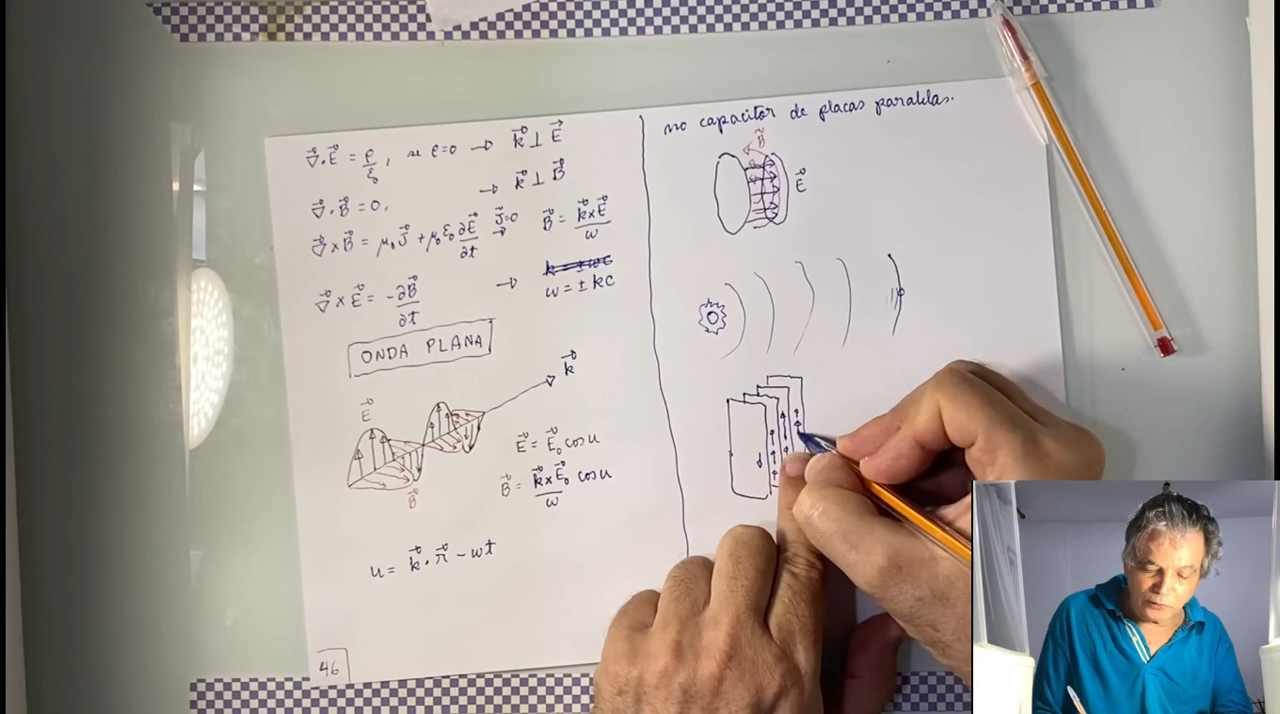 ∇⃗·E⃗ = ρ/ε₀, se ρ=0 → k⃗ ⊥ E⃗
→ k⃗ ⊥ B⃗
∇⃗·B⃗ = 0,
∇⃗×B⃗ = μ₀J⃗ + μ₀ε₀ ∂E⃗/∂t J⃗=0 → B⃗ = k⃗×E⃗/ω
∇⃗×E⃗ = -∂B⃗/∂t → ω = ± kc
ONDA PLANA
k⃗
E⃗
B⃗
E⃗ = E⃗₀ cos u
B⃗ = k⃗×E⃗₀/ω cos u
u = k⃗·r⃗ - ωt
46
no capacitor de placas paralelas.
B⃗
E⃗